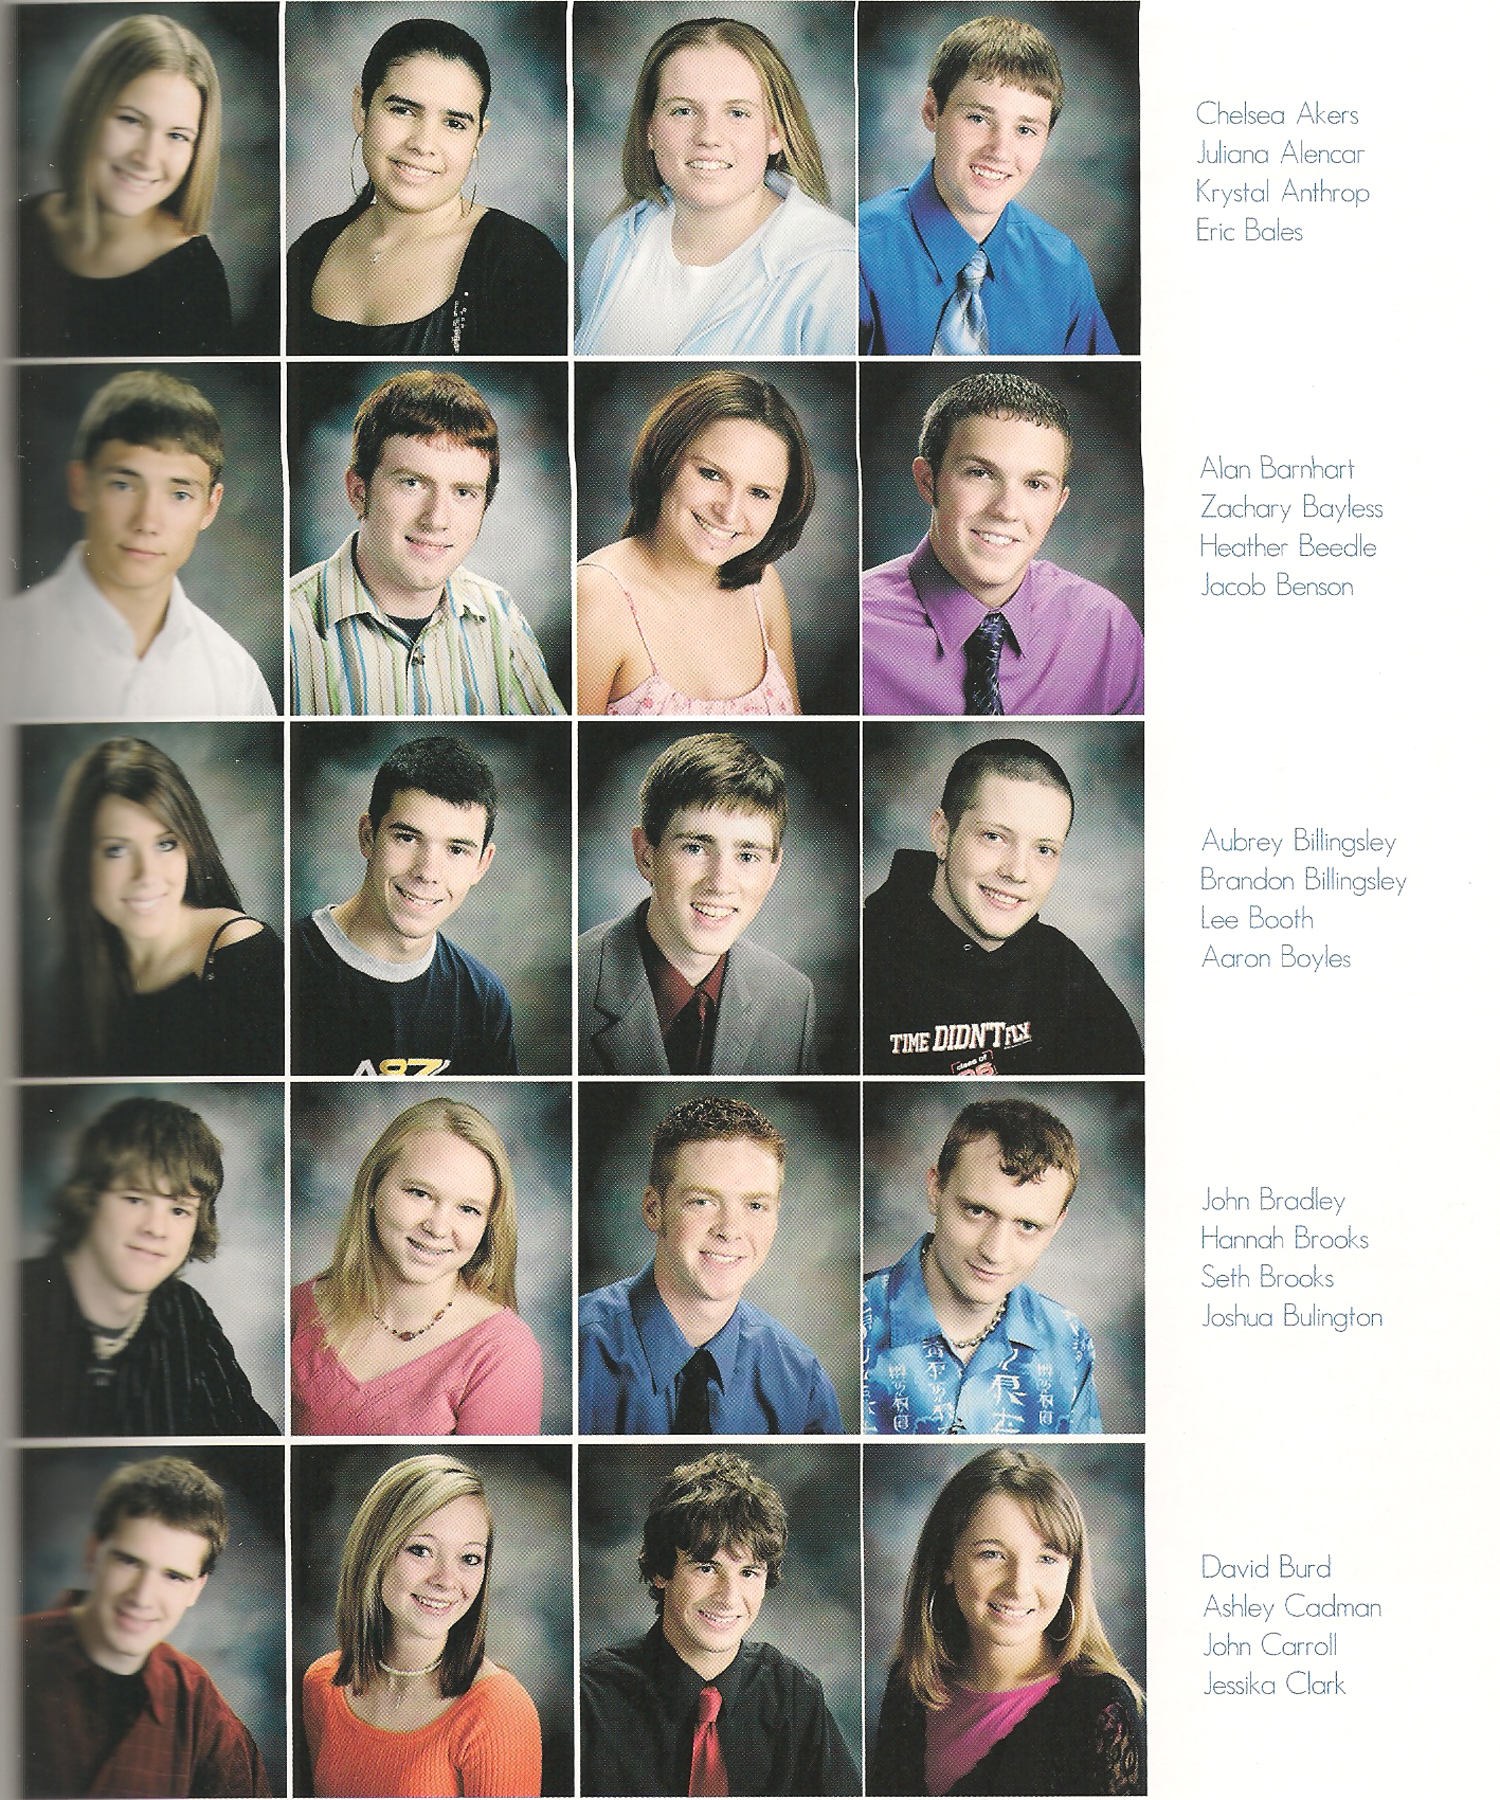 Chelsea Akers
Juliana Alencar
Krystal Anthrop
Eric Bales
Alan Barnhart
Zachary Bayless
Heather Beedle
Jacob Benson
Aubrey Billingsley
Brandon Billingsley
Lee Booth
Aaron Boyles
TIME DIDN'T FLY
class of
John Bradley
Hannah Brooks
Seth Brooks
Joshua Bulington
David Burd
Ashley Cadman
John Carroll
Jessika Clark